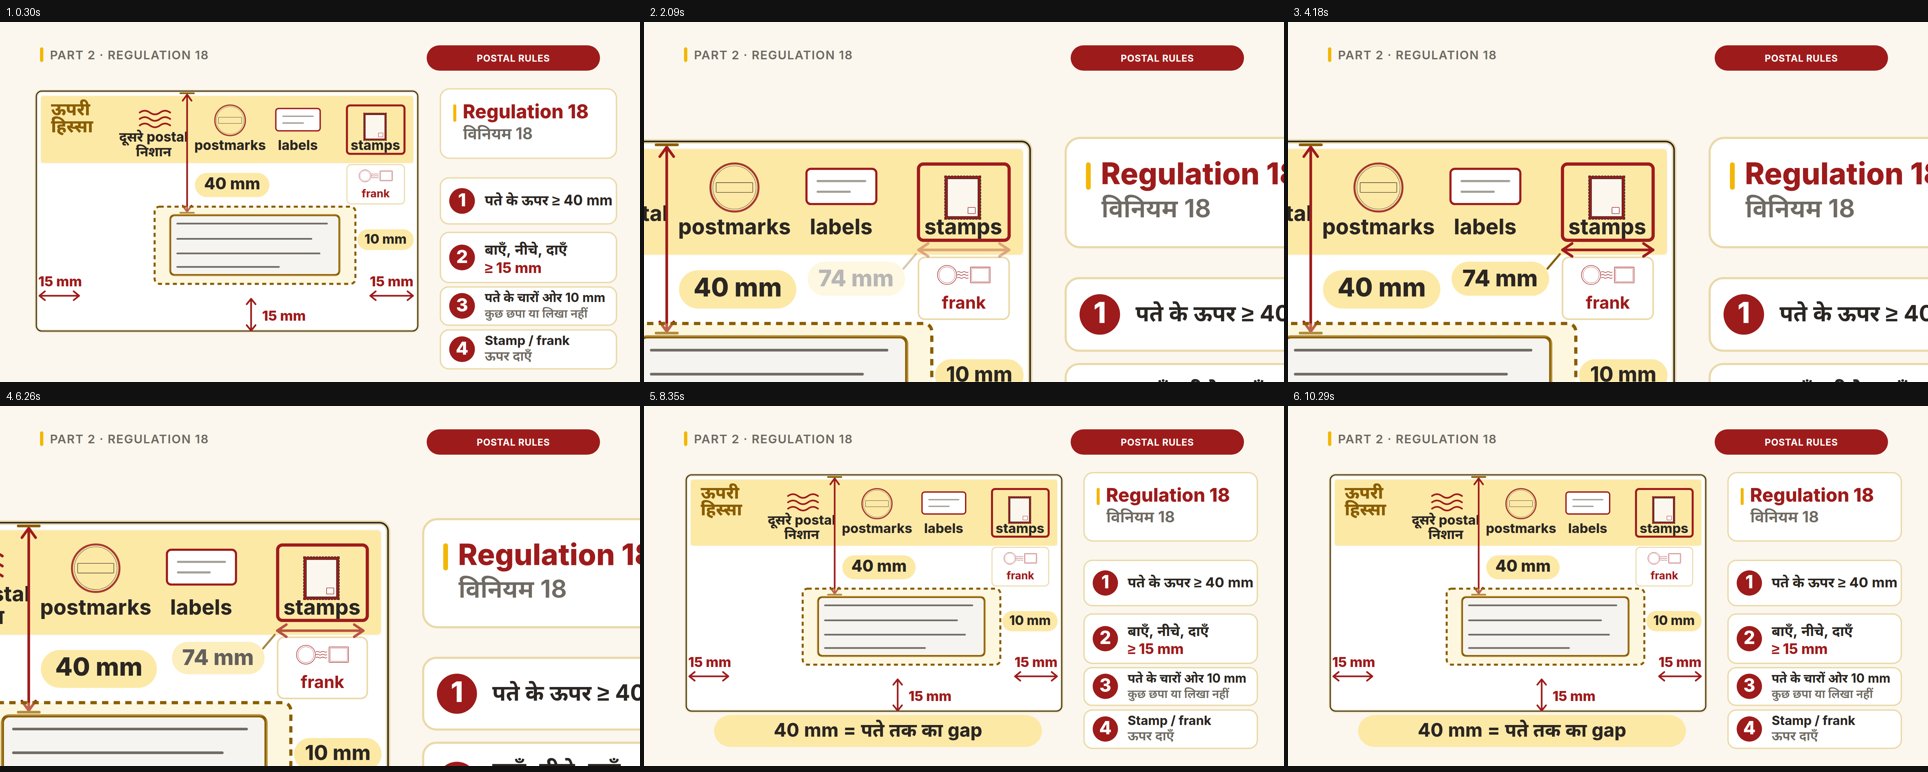 1. 0.30s
PART 2 · REGULATION 18
POSTAL RULES
ऊपरी
हिस्सा
दूसरे postal
निशान
postmarks
labels
stamps
frank
40 mm
10 mm
15 mm
15 mm
15 mm
Regulation 18
विनियम 18
1 पते के ऊपर ≥ 40 mm
2 बाएँ, नीचे, दाएँ
≥ 15 mm
3 पते के चारों ओर 10 mm
कुछ छपा या लिखा नहीं
4 Stamp / frank
ऊपर दाएँ
2. 2.09s
PART 2 · REGULATION 18
POSTAL RULES
tal
postmarks
labels
stamps
40 mm
74 mm
frank
10 mm
Regulation 18
विनियम 18
1 पते के ऊपर ≥ 40
3. 4.18s
PART 2 · REGULATION 18
POSTAL RULES
tal
postmarks
labels
stamps
40 mm
74 mm
frank
10 mm
Regulation 18
विनियम 18
1 पते के ऊपर ≥ 40
4. 6.26s
PART 2 · REGULATION 18
POSTAL RULES
stal
postmarks
labels
stamps
40 mm
74 mm
frank
10 mm
Regulation 18
विनियम 18
1 पते के ऊपर ≥ 40
5. 8.35s
PART 2 · REGULATION 18
POSTAL RULES
ऊपरी
हिस्सा
दूसरे postal
निशान
postmarks
labels
stamps
frank
40 mm
10 mm
15 mm
15 mm
15 mm
40 mm = पते तक का gap
Regulation 18
विनियम 18
1 पते के ऊपर ≥ 40 mm
2 बाएँ, नीचे, दाएँ
≥ 15 mm
3 पते के चारों ओर 10 mm
कुछ छपा या लिखा नहीं
4 Stamp / frank
ऊपर दाएँ
6. 10.29s
PART 2 · REGULATION 18
POSTAL RULES
ऊपरी
हिस्सा
दूसरे postal
निशान
postmarks
labels
stamps
frank
40 mm
10 mm
15 mm
15 mm
15 mm
40 mm = पते तक का gap
Regulation 18
विनियम 18
1 पते के ऊपर ≥ 40 mm
2 बाएँ, नीचे, दाएँ
≥ 15 mm
3 पते के चारों ओर 10 mm
कुछ छपा या लिखा नहीं
4 Stamp / frank
ऊपर दाएँ